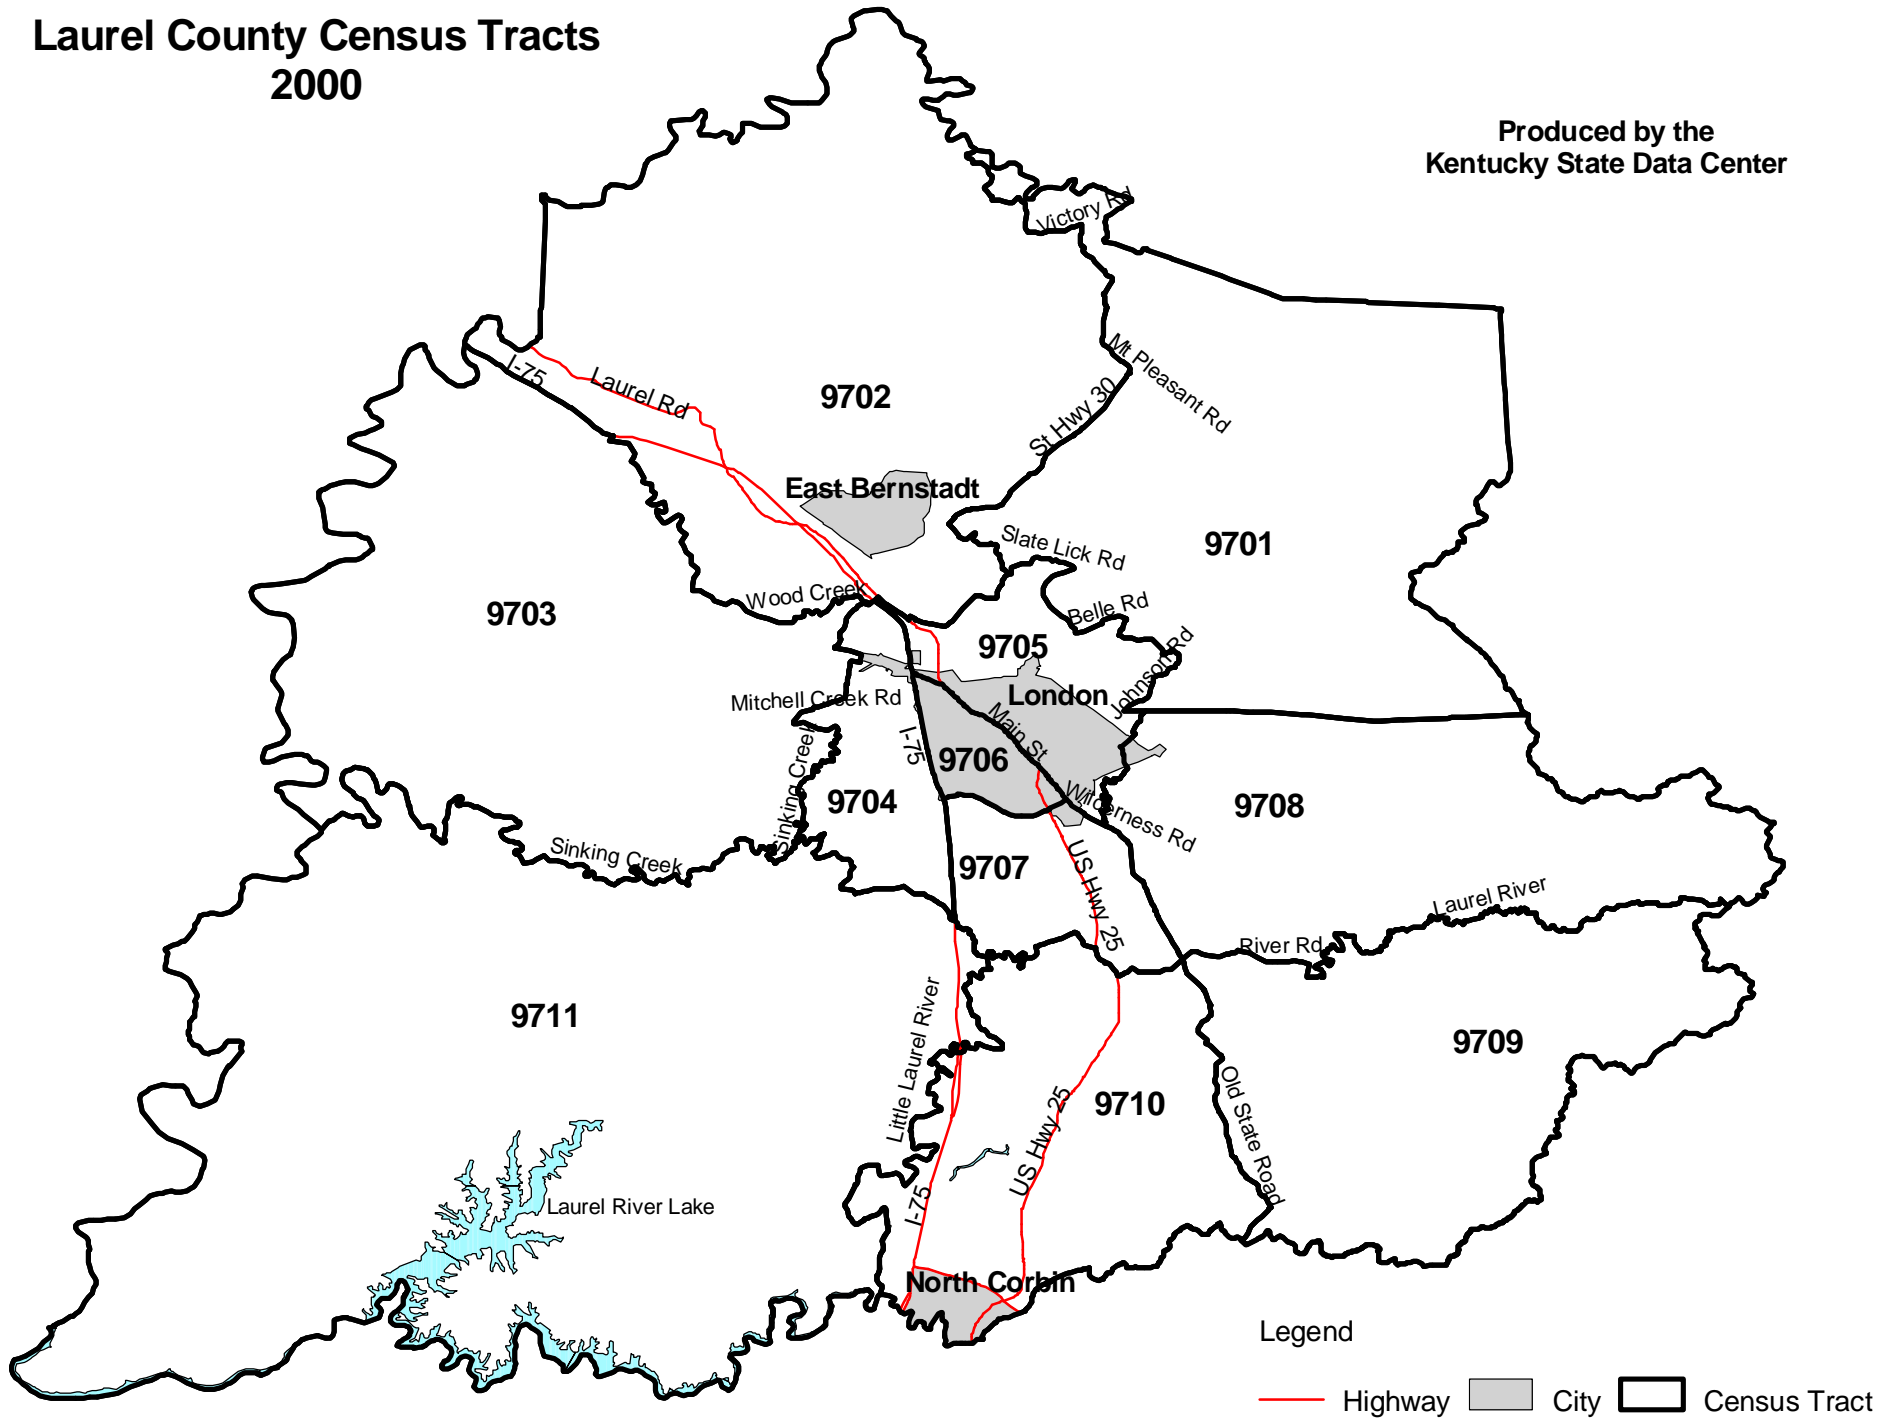 Laurel County Census Tracts
2000
Produced by the
Kentucky State Data Center
Victory Rd
Mt Pleasant Rd
I-75
Laurel Rd
9702
St Hwy 30
East Bernstadt
Slate Lick Rd
9701
Wood Creek
9703
Belle Rd
9705
Johnson Rd
Mitchell Creek Rd
London
Main St
I-75
9706
Sinking Creek
9704
Wilderness Rd
9708
Sinking Creek
9707
US Hwy 25
Laurel River
River Rd
9711
Little Laurel River
9709
Old State Road
9710
US Hwy 25
I-75
Laurel River Lake
North Corbin
Legend
Highway
City
Census Tract